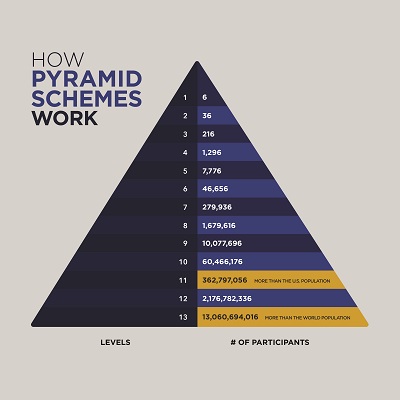 HOW
PYRAMID
SCHEMES
WORK
1 6
2 36
3 216
4 1,296
5 7,776
6 46,656
7 279,936
8 1,679,616
9 10,077,696
10 60,466,176
11 362,797,056 MORE THAN THE U.S. POPULATION
12 2,176,782,336
13 13,060,694,016 MORE THAN THE WORLD POPULATION
LEVELS # OF PARTICIPANTS